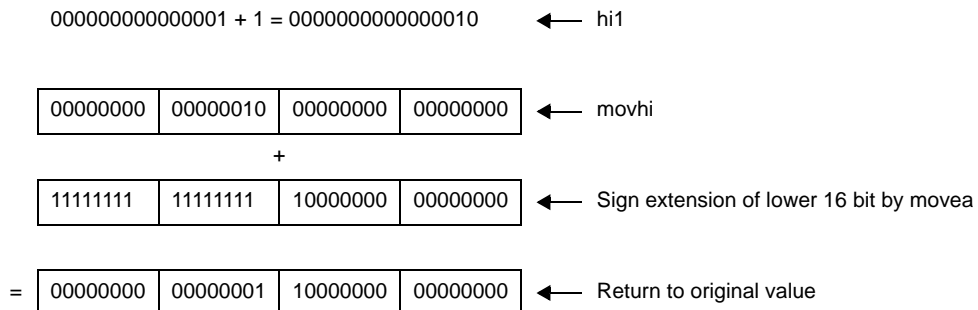 000000000000001 + 1 = 0000000000000010 hi1
00000000 00000010 00000000 00000000 movhi
+
11111111 11111111 10000000 00000000 Sign extension of lower 16 bit by movea
= 00000000 00000001 10000000 00000000 Return to original value